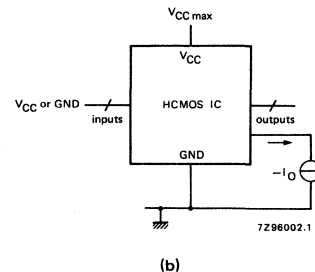 VCC max
VCC
VCC or GND
inputs
HCMOS IC
outputs
GND
-IO
7Z96002.1
(b)